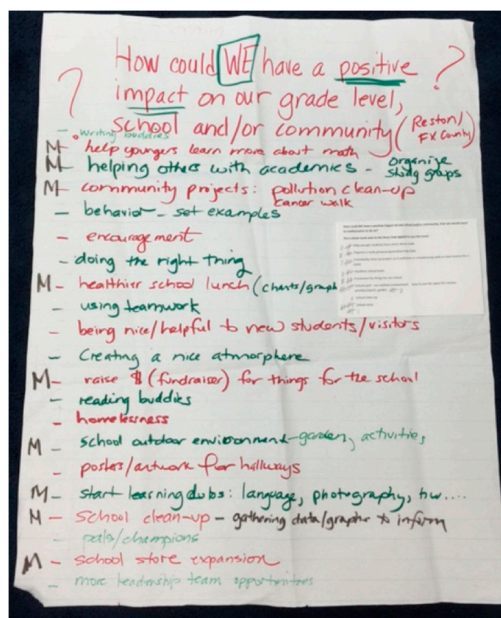 How could WE have a positive
impact on our grade level,
school and/or community (Reston/
FX County)
? ?
- writing buddies
M - help youngers learn more about math
M - helping others with academics - organize
study groups
M - community projects: pollution clean-up
cancer walk
- behavior - set examples
- encouragement
- doing the right thing
M - healthier school lunch (charts/graph
- using teamwork
- being nice/helpful to new students/visitors
- Creating a nice atmorphere
M - raise $ (fundraiser) for things for the school
- reading buddies
- homelessness
M - School outdoor environment - garden, activities
- posters/artwork for hallways
M - start learning clubs: language, photography, hw....
M - School clean-up - gathering data/graphs to inform
- pals/champions
M - school store expansion
- more leadership team opportunities